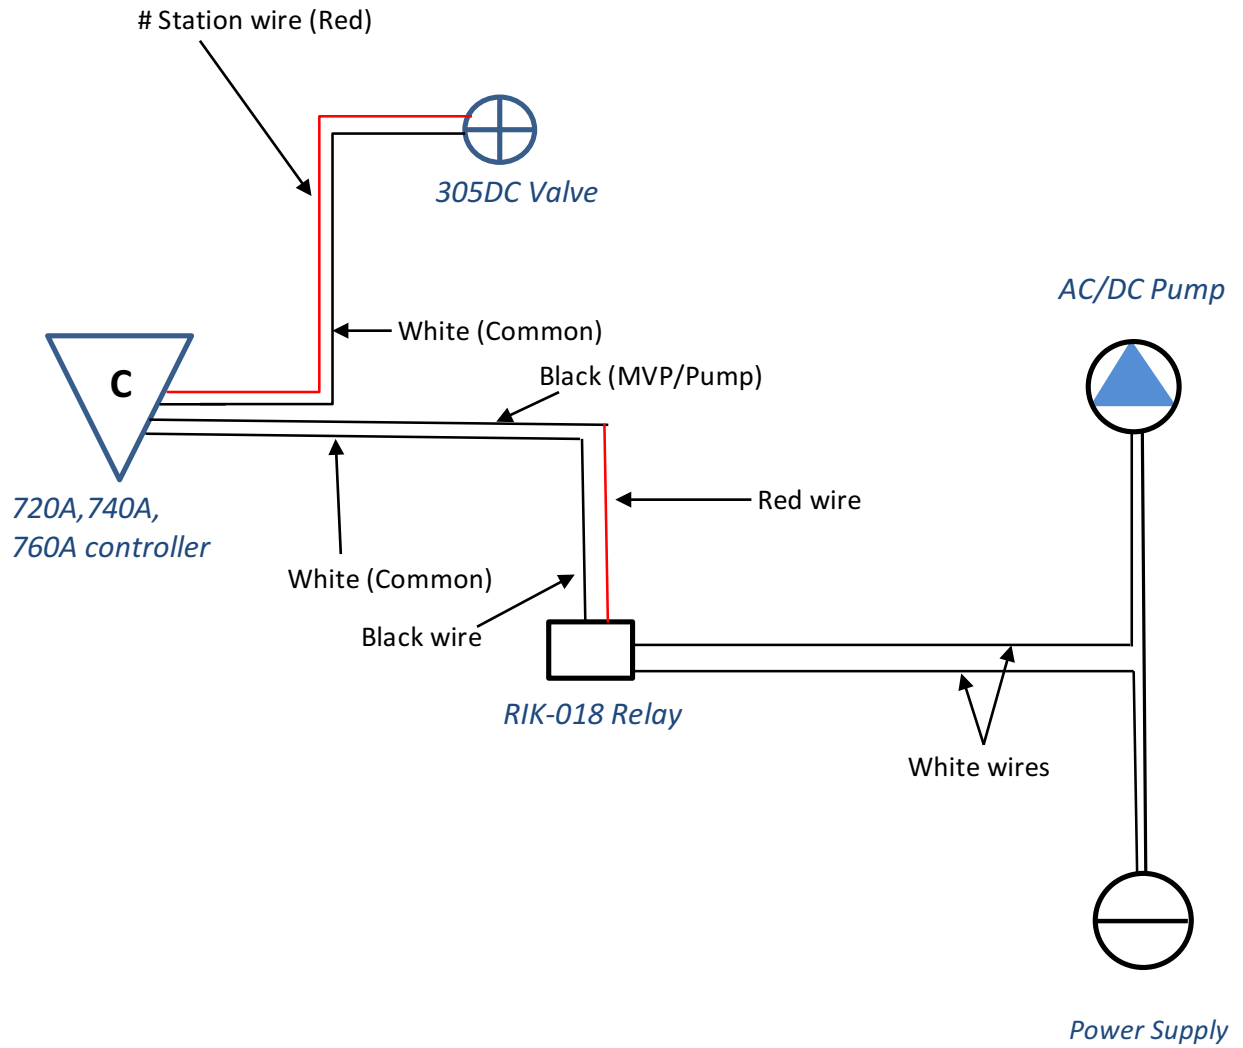 # Station wire (Red)
305DC Valve
AC/DC Pump
White (Common)
Black (MVP/Pump)
C
Red wire
720A,740A,
760A controller
White (Common)
Black wire
RIK-018 Relay
White wires
Power Supply